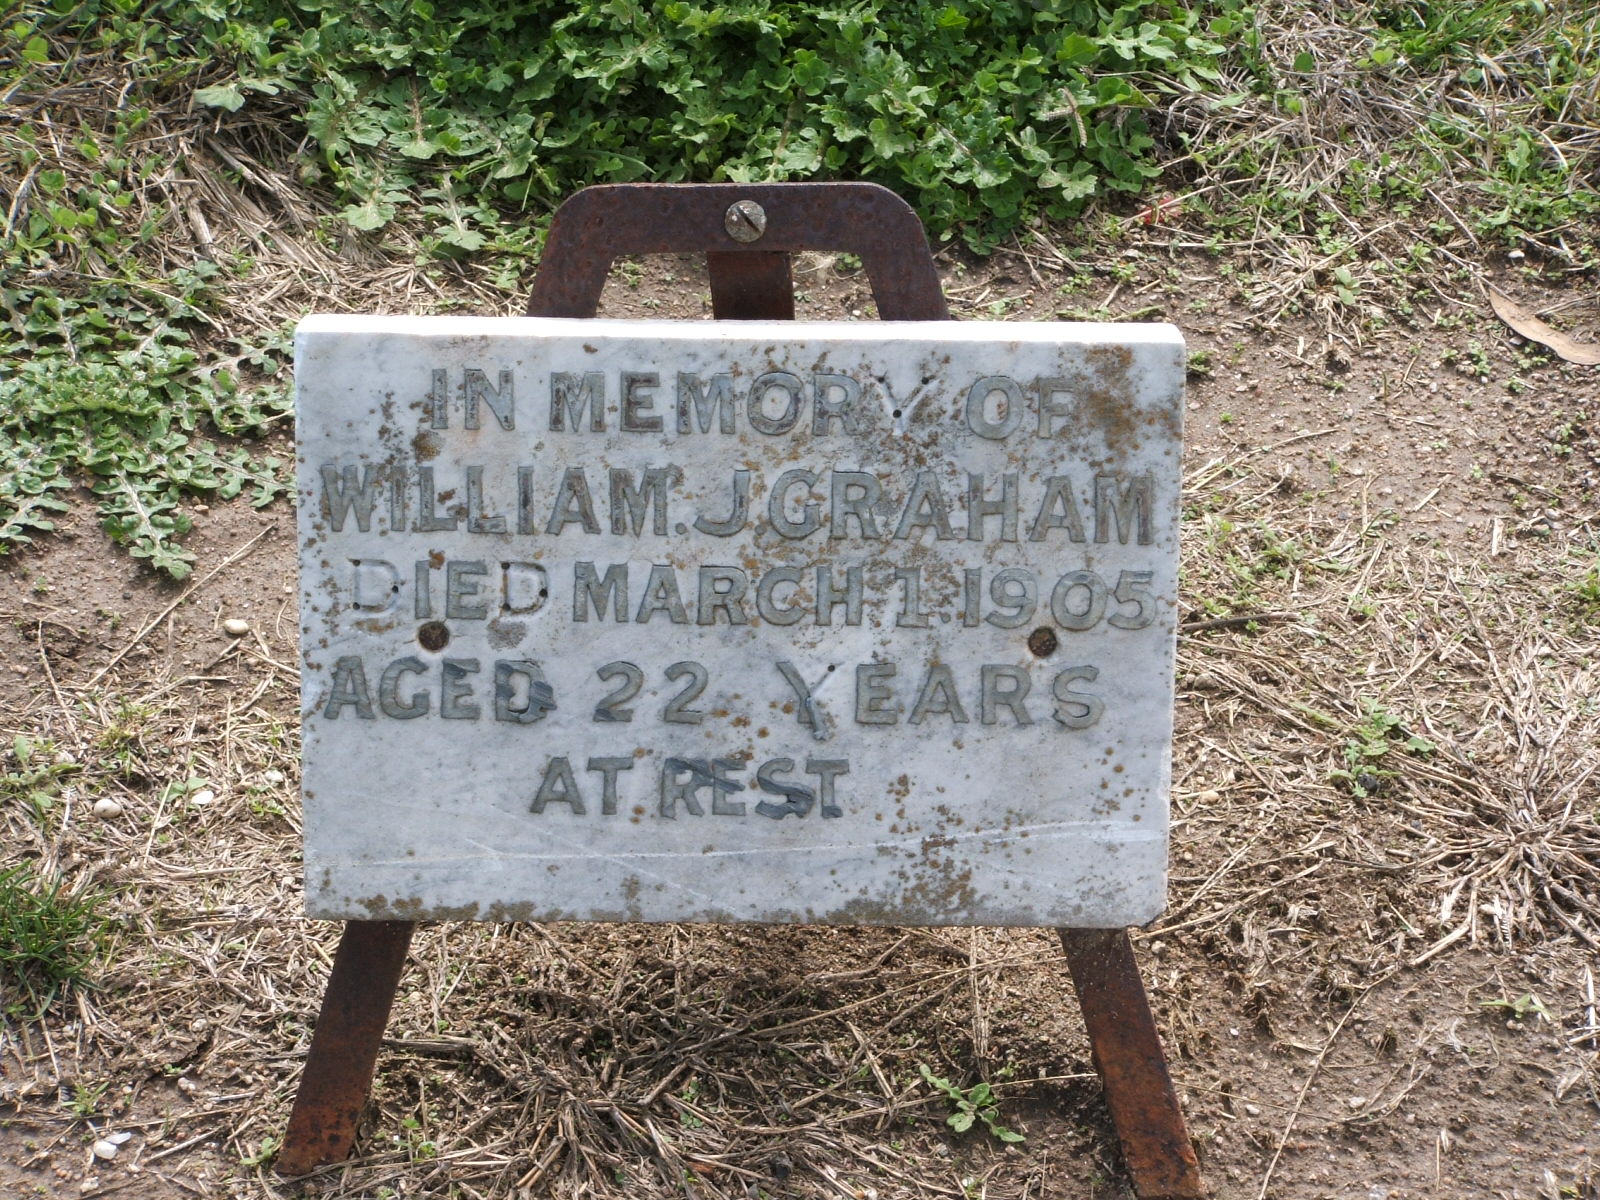 IN MEMORY OF
WILLIAM. J. GRAHAM
DIED MARCH 1. 1905
AGED 22 YEARS
AT REST